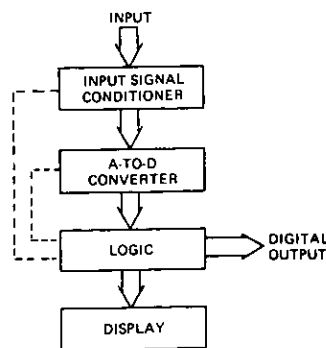 INPUT
INPUT SIGNAL
CONDITIONER
A-TO-D
CONVERTER
LOGIC
DIGITAL
OUTPUT
DISPLAY